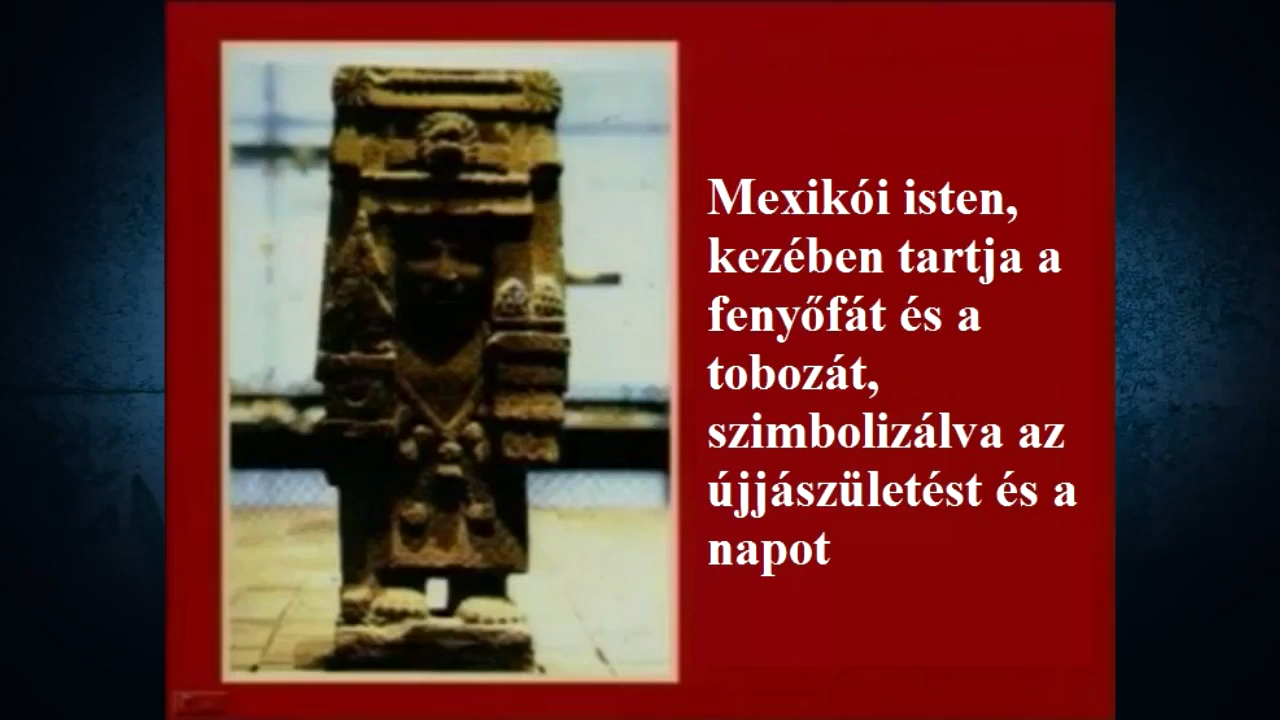 Mexikói isten,
kezében tartja a
fenyőfát és a
tobozát,
szimbolizálva az
újjászületést és a
napot